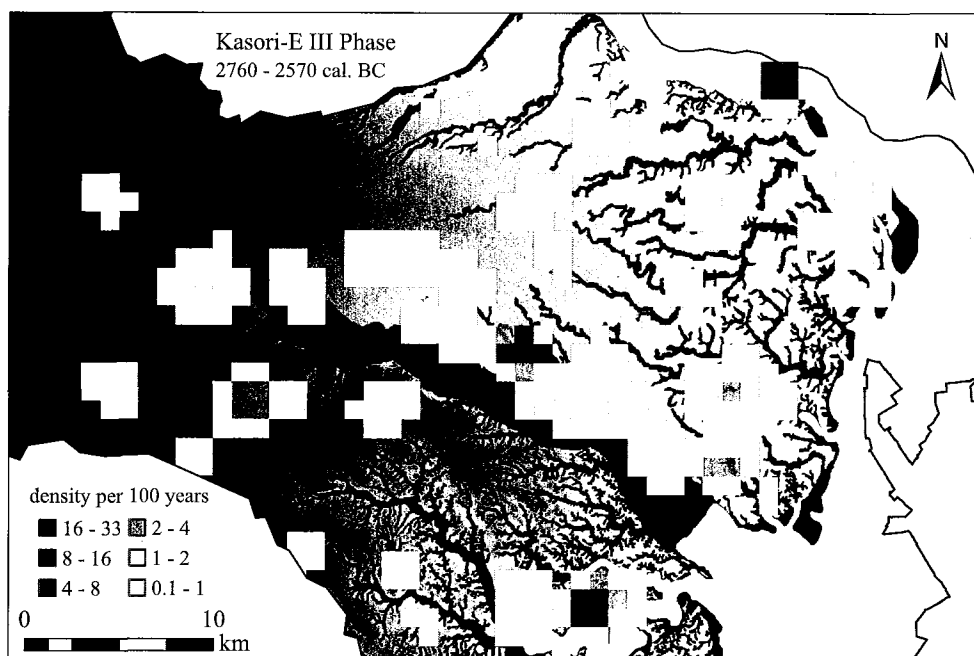 Kasori-E III Phase
2760 - 2570 cal. BC
N
density per 100 years
16 - 33 2 - 4
8 - 16 1 - 2
4 - 8 0.1 - 1
0 10
km